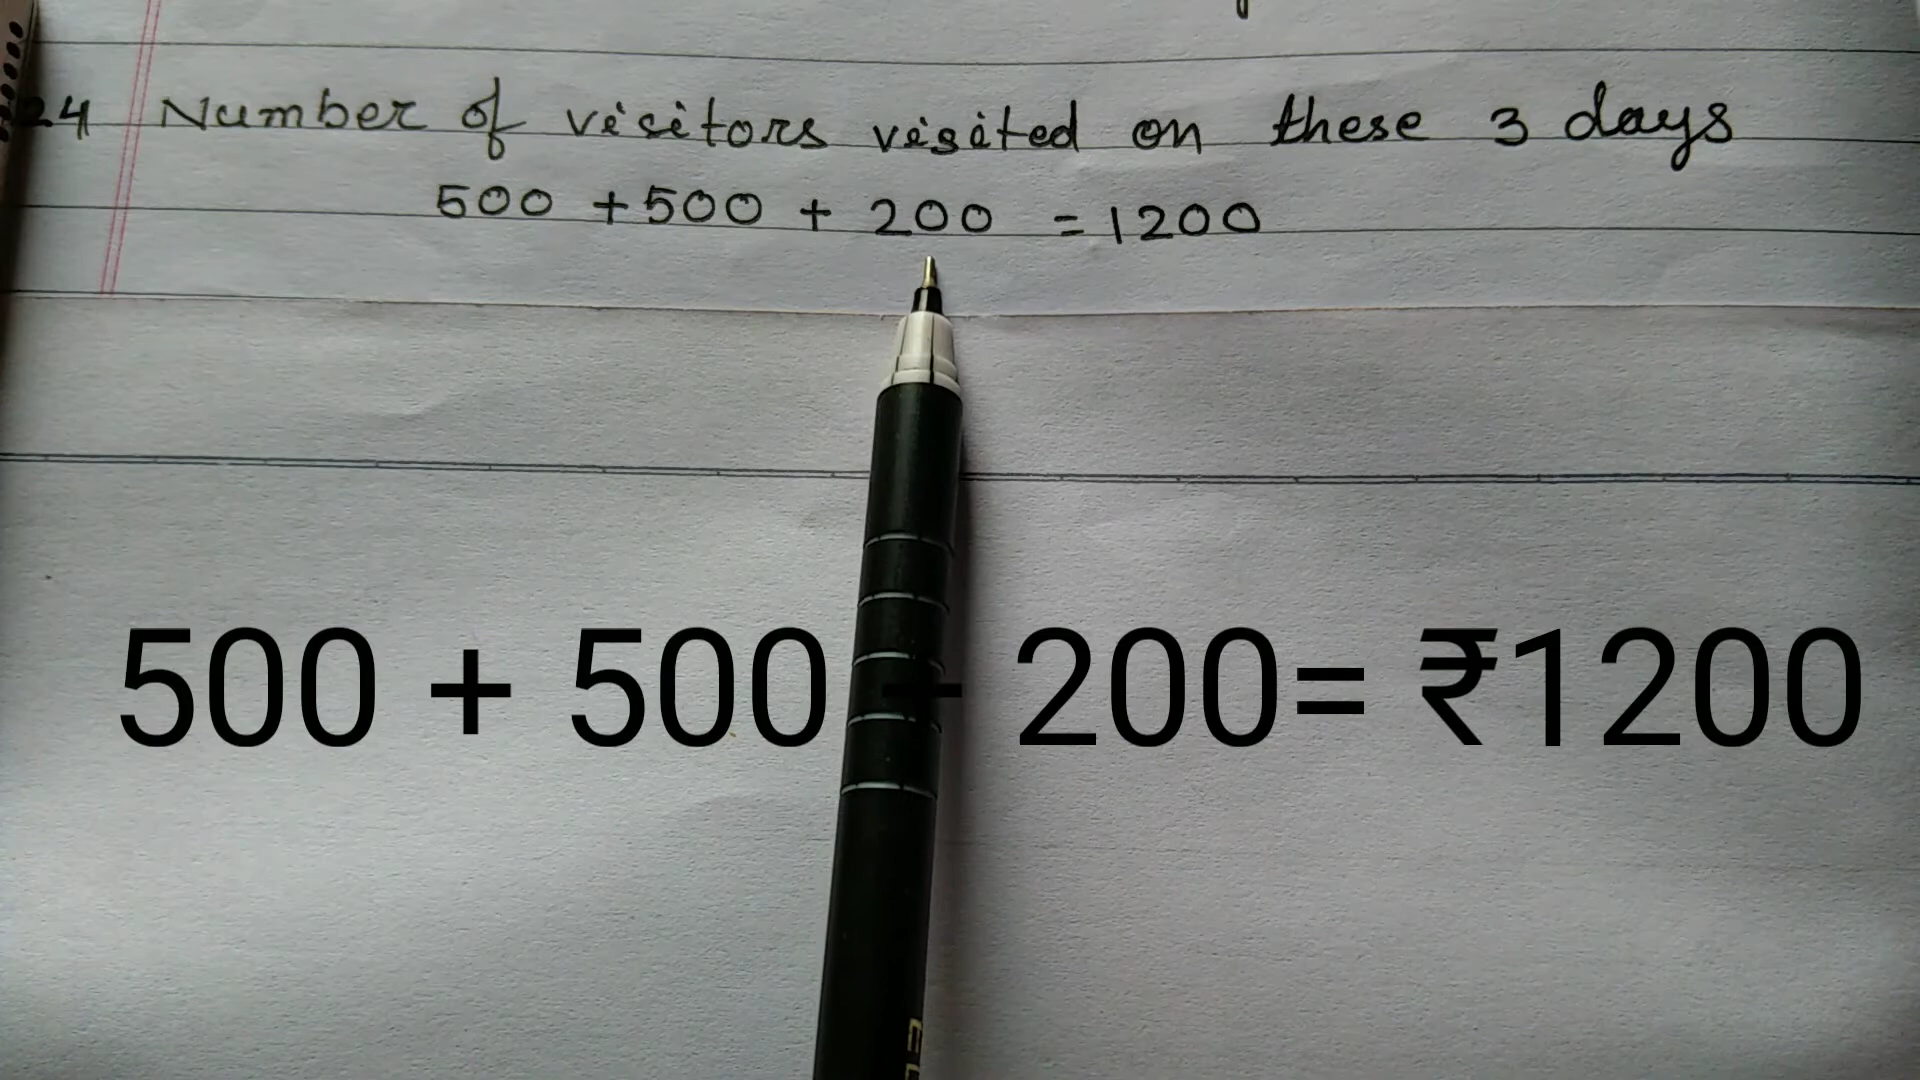 24 Number of visitors visited on these 3 days
500 +500 + 200 = 1200
500 + 500 + 200= ₹1200